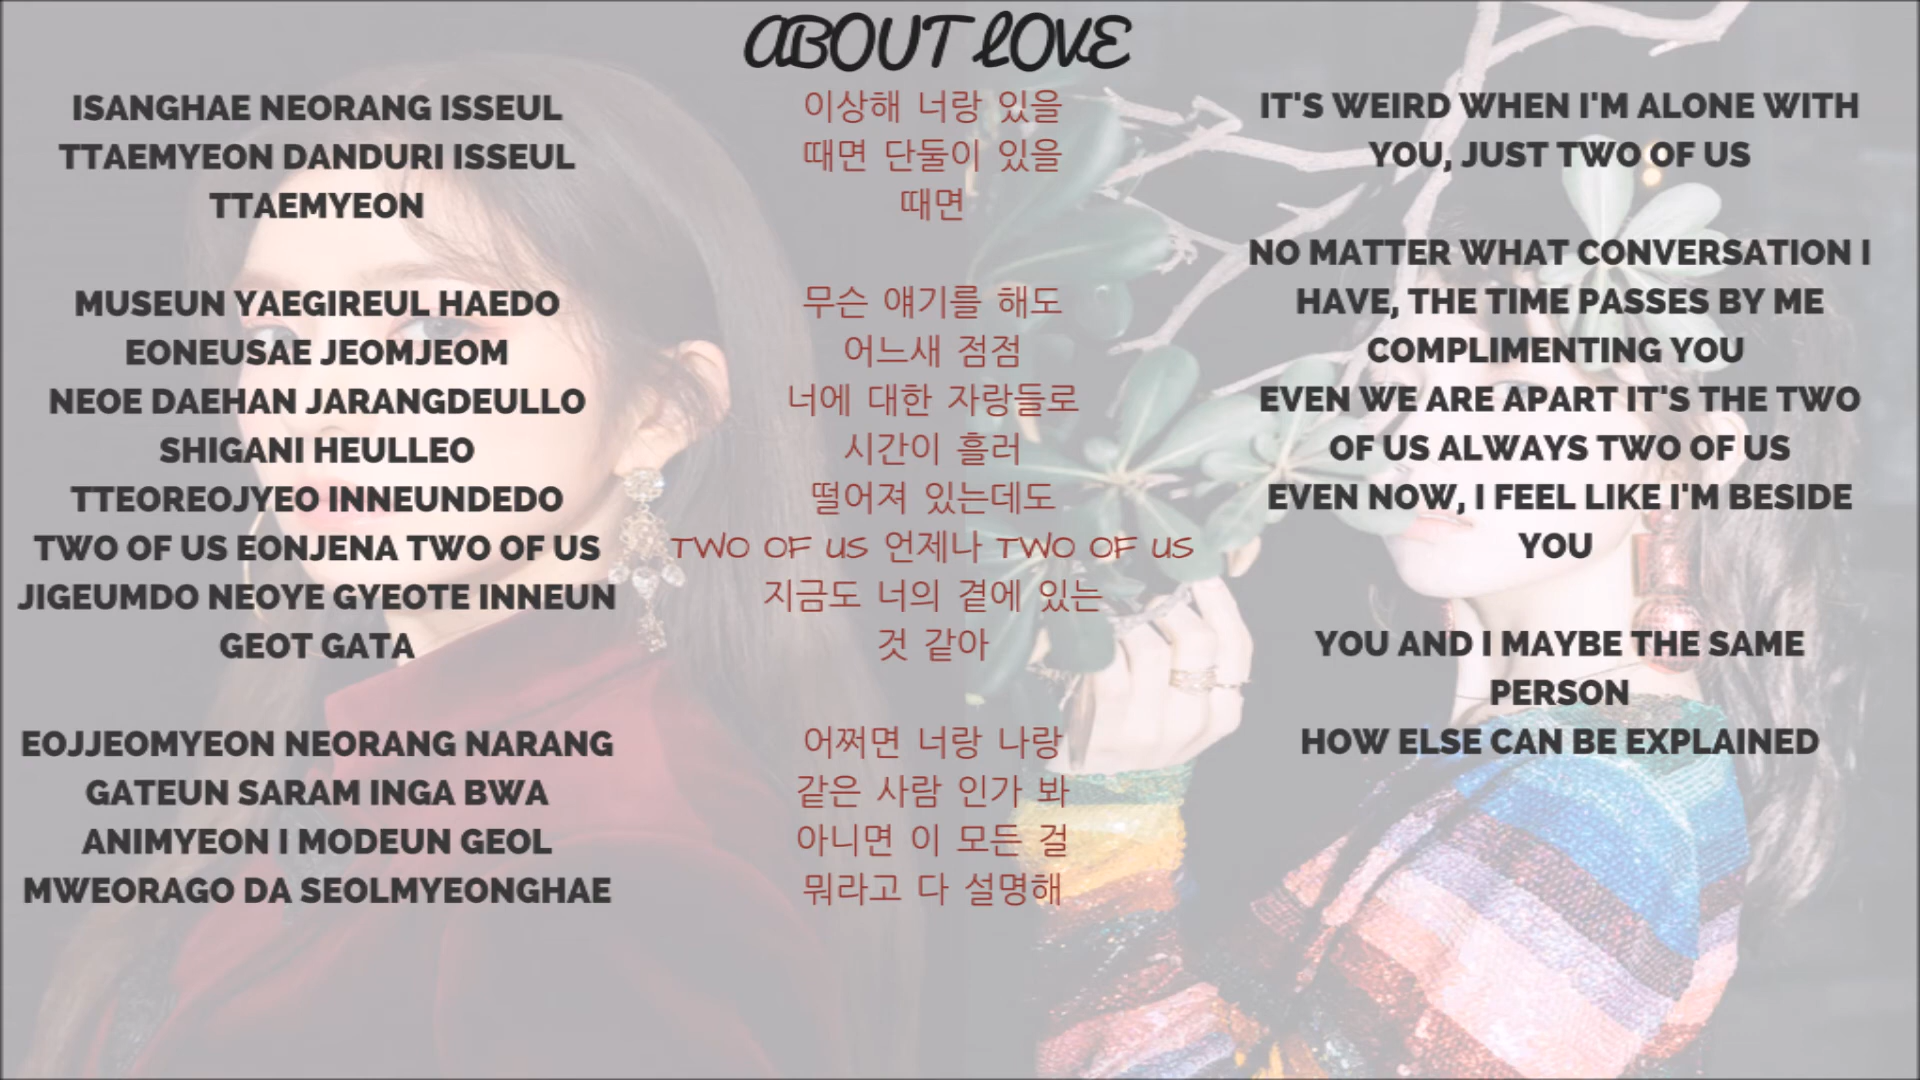 ABOUT LOVE
ISANGHAE NEORANG ISSEUL
TTAEMYEON DANDURI ISSEUL
TTAEMYEON
MUSEUN YAEGIREUL HAEDO
EONEUSAE JEOMJEOM
NEOE DAEHAN JARANGDEULLO
SHIGANI HEULLEO
TTEOREOJYEO INNEUNDEDO
TWO OF US EONJENA TWO OF US
JIGEUMDO NEOYE GYEOTE INNEUN
GEOT GATA
EOJJEOMYEON NEORANG NARANG
GATEUN SARAM INGA BWA
ANIMYEON I MODEUN GEOL
MWEORAGO DA SEOLMYEONGHAE
이상해 너랑 있을
때면 단둘이 있을
때면
무슨 얘기를 해도
어느새 점점
너에 대한 자랑들로
시간이 흘러
떨어져 있는데도
TWO OF US 언제나 TWO OF US
지금도 너의 곁에 있는
것 같아
어쩌면 너랑 나랑
같은 사람 인가 봐
아니면 이 모든 걸
뭐라고 다 설명해
IT'S WEIRD WHEN I'M ALONE WITH
YOU, JUST TWO OF US
NO MATTER WHAT CONVERSATION I
HAVE, THE TIME PASSES BY ME
COMPLIMENTING YOU
EVEN WE ARE APART IT'S THE TWO
OF US ALWAYS TWO OF US
EVEN NOW, I FEEL LIKE I'M BESIDE
YOU
YOU AND I MAYBE THE SAME
PERSON
HOW ELSE CAN BE EXPLAINED